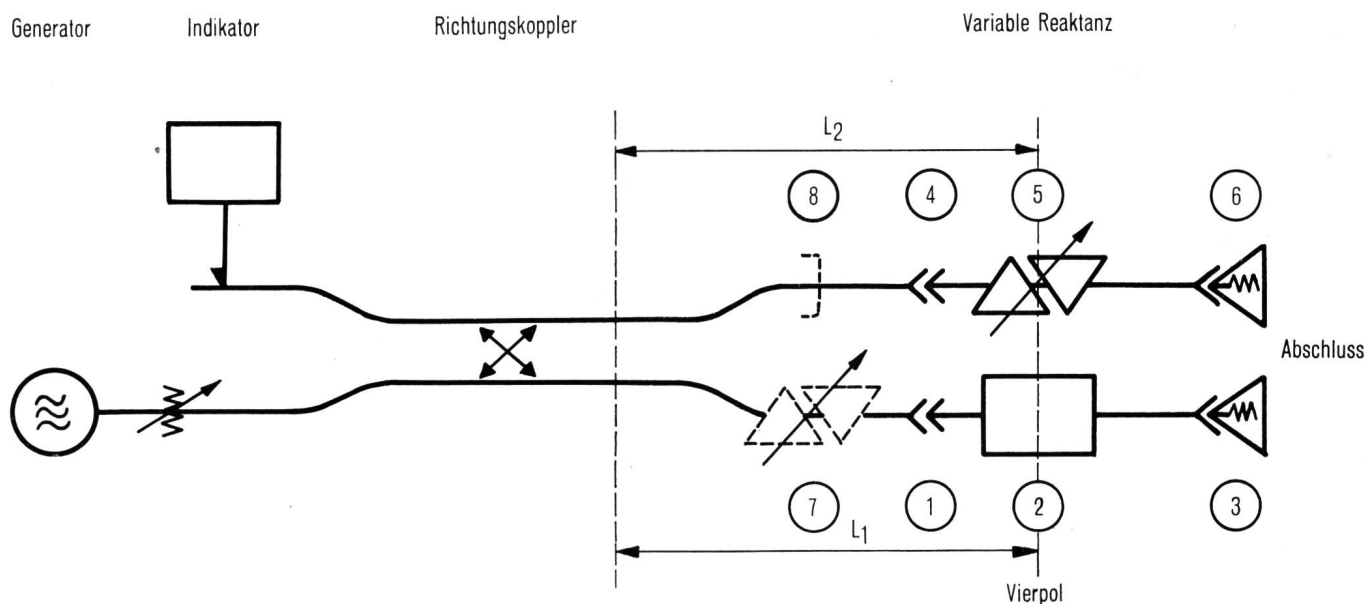 Generator Indikator Richtungskoppler Variable Reaktanz
L2
8 4 5 6
Abschluss
7 1 2 3
L1
Vierpol